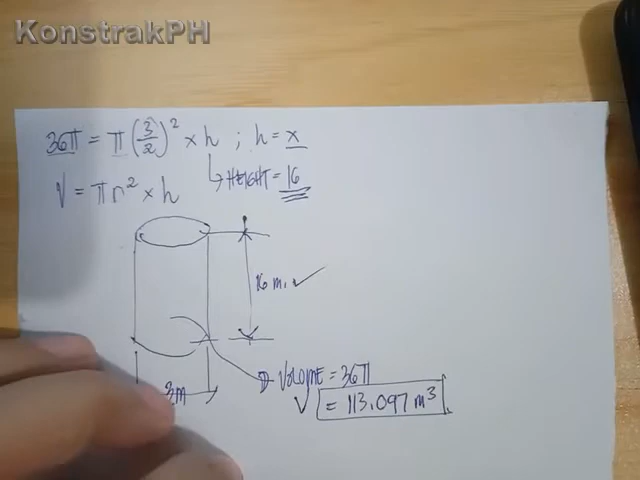 KonstrakPH
36π = π(3/2)² × h ; h = x
V = πr² × h
HEIGHT = 16
16 m.
3M
VOLUME = 36π
= 113.097 m³